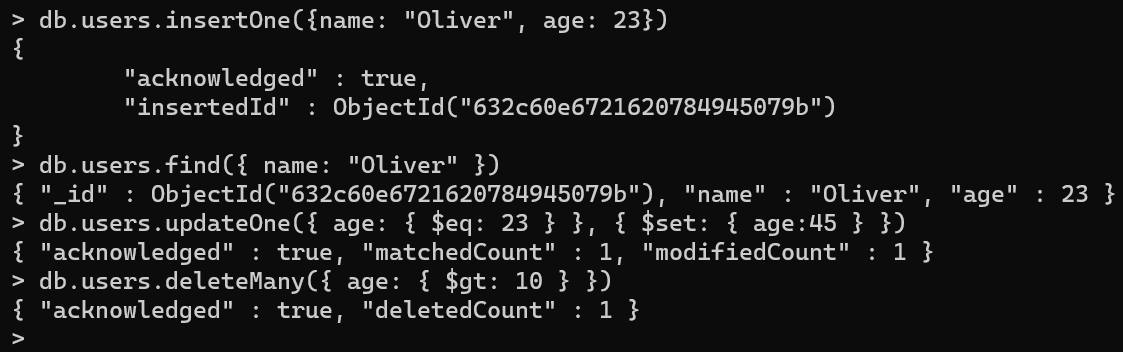 > db.users.insertOne({name: "Oliver", age: 23})
{
        "acknowledged" : true,
        "insertedId" : ObjectId("632c60e6721620784945079b")
}
> db.users.find({ name: "Oliver" })
{ "_id" : ObjectId("632c60e6721620784945079b"), "name" : "Oliver", "age" : 23 }
> db.users.updateOne({ age: { $eq: 23 } }, { $set: { age:45 } })
{ "acknowledged" : true, "matchedCount" : 1, "modifiedCount" : 1 }
> db.users.deleteMany({ age: { $gt: 10 } })
{ "acknowledged" : true, "deletedCount" : 1 }
>